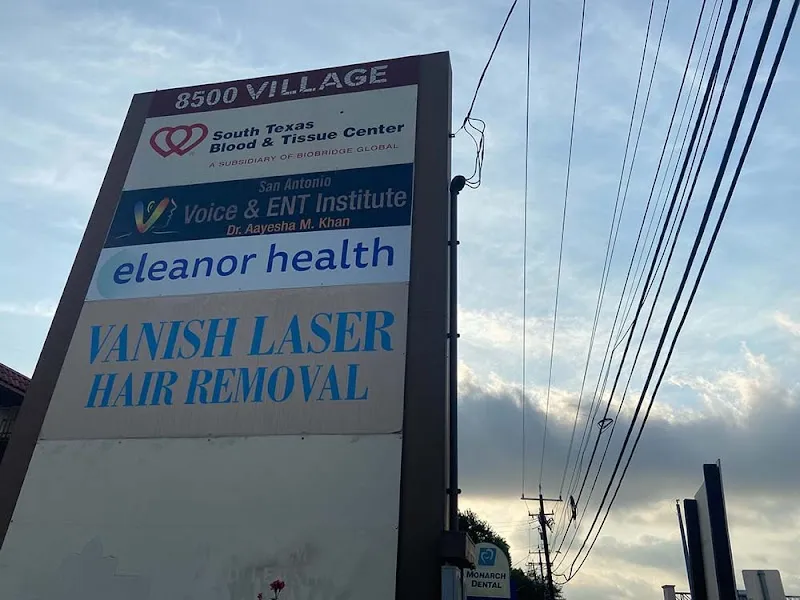 8500 VILLAGE
South Texas
Blood & Tissue Center
A SUBSIDIARY OF BIOBRIDGE GLOBAL
San Antonio
Voice & ENT Institute
Dr. Aayesha M. Khan
eleanor health
VANISH LASER
HAIR REMOVAL
MONARCH
DENTAL